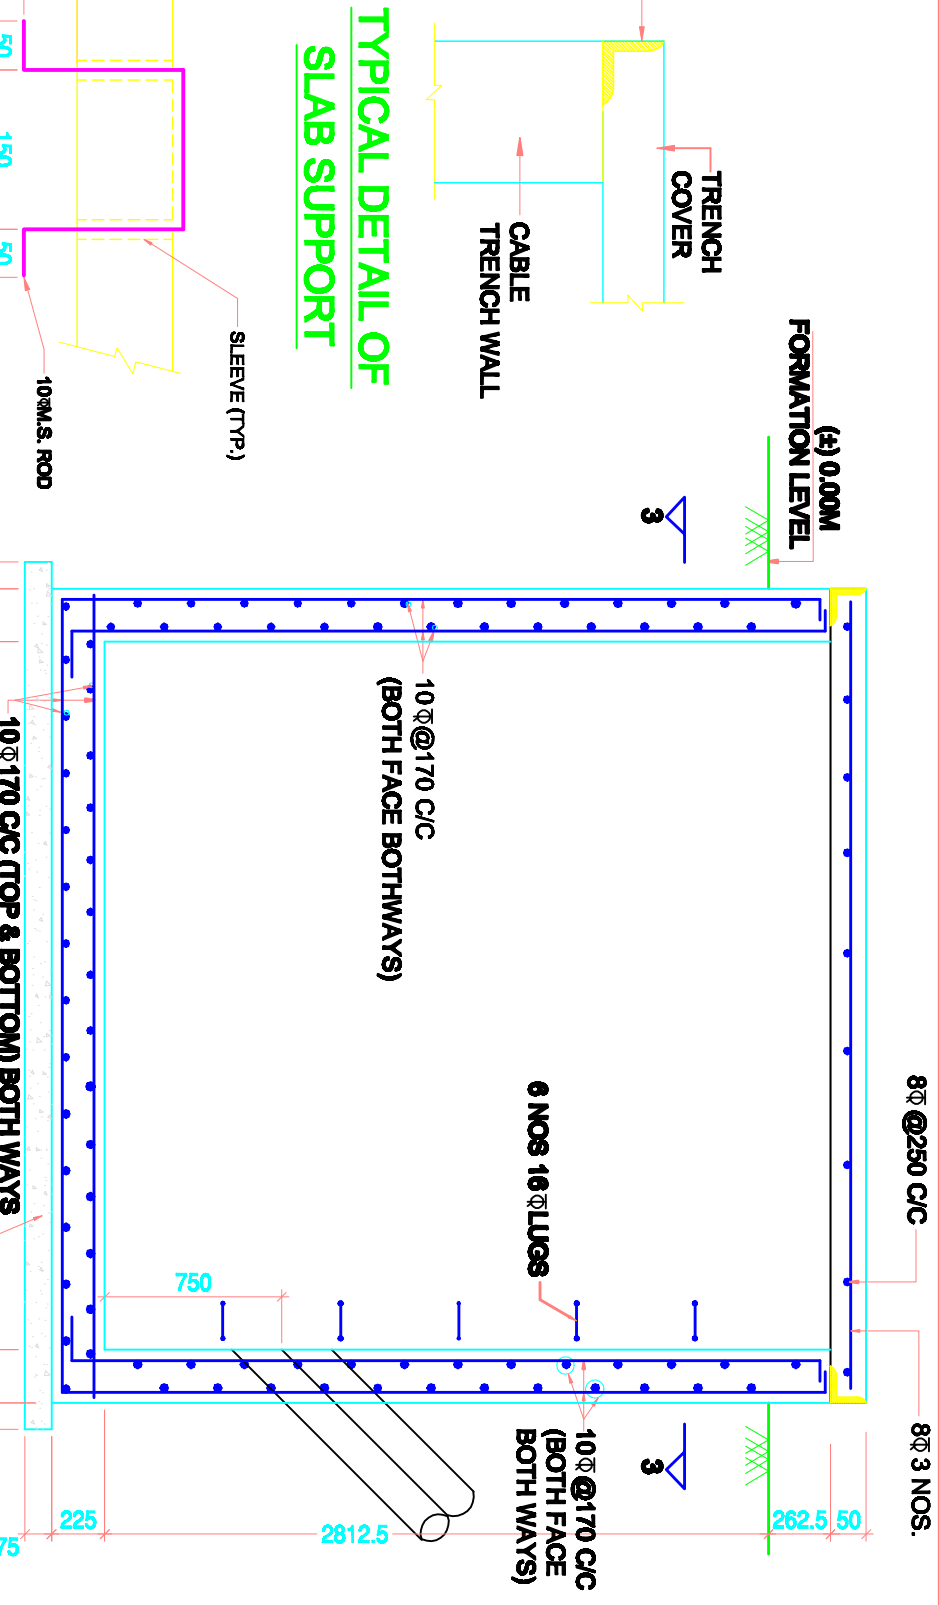 8Φ 3 NOS.
8Φ @250 C/C
(±) 0.00M
FORMATION LEVEL
TRENCH
COVER
CABLE
TRENCH WALL
3
3
50
262.5
2812.5
225
75
750
6 NOS 16Φ LUGS
10Φ@170 C/C
(BOTH FACE
BOTH WAYS)
10Φ@170 C/C
(BOTH FACE BOTHWAYS)
TYPICAL DETAIL OF
SLAB SUPPORT
SLEEVE (TYP.)
10ΦM.S. ROD
50
150
50
10Φ170 C/C (TOP & BOTTOM) BOTH WAYS